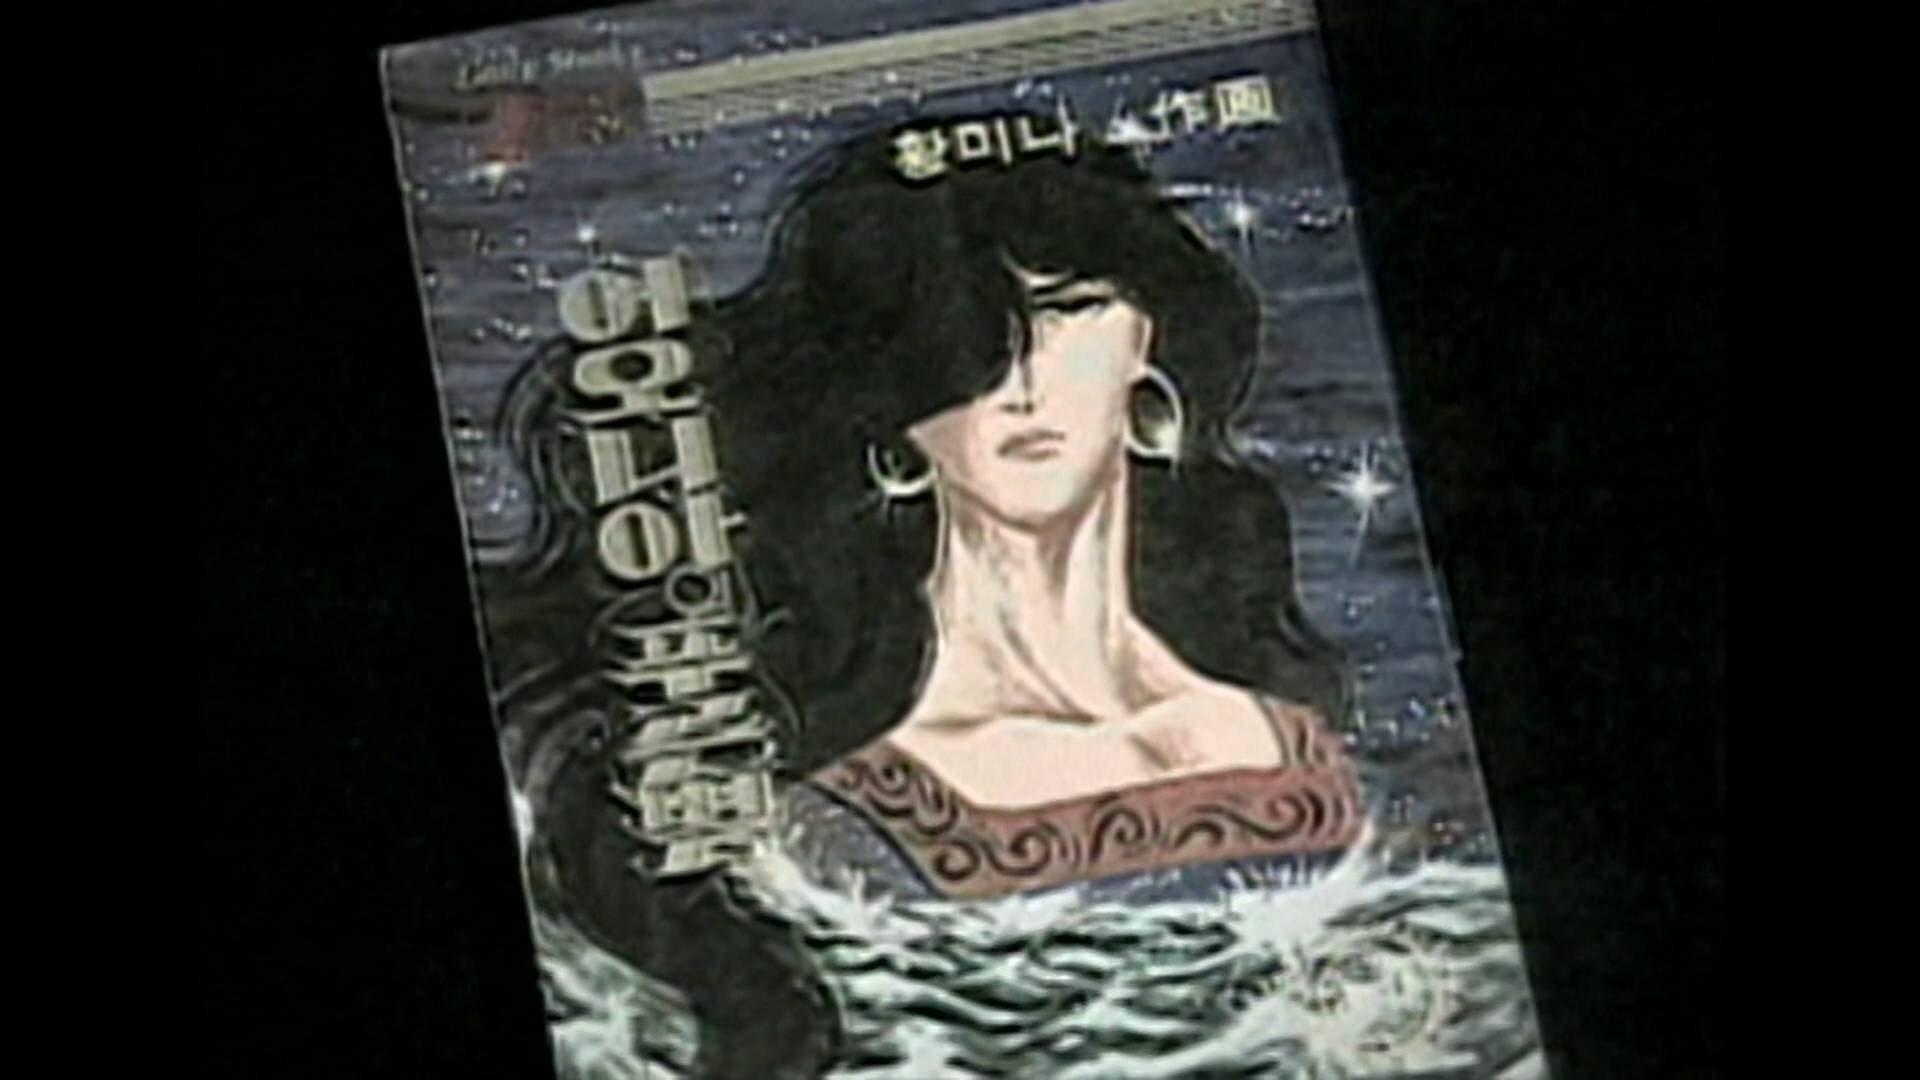 황미나 作画
이오니아의 푸른 별